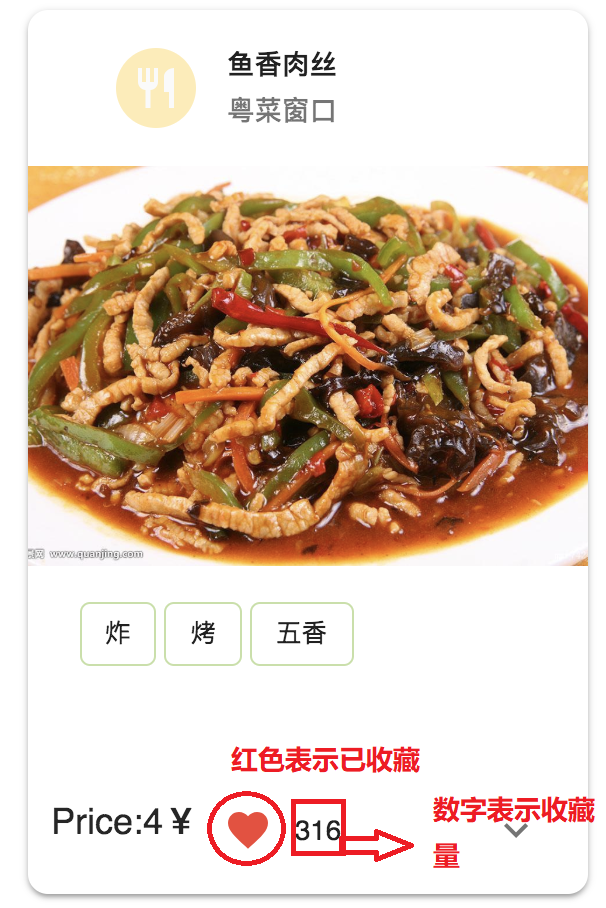 鱼香肉丝
粤菜窗口
www.quanjing.com
炸
烤
五香
红色表示已收藏
Price:4¥
316
数字表示收藏
量